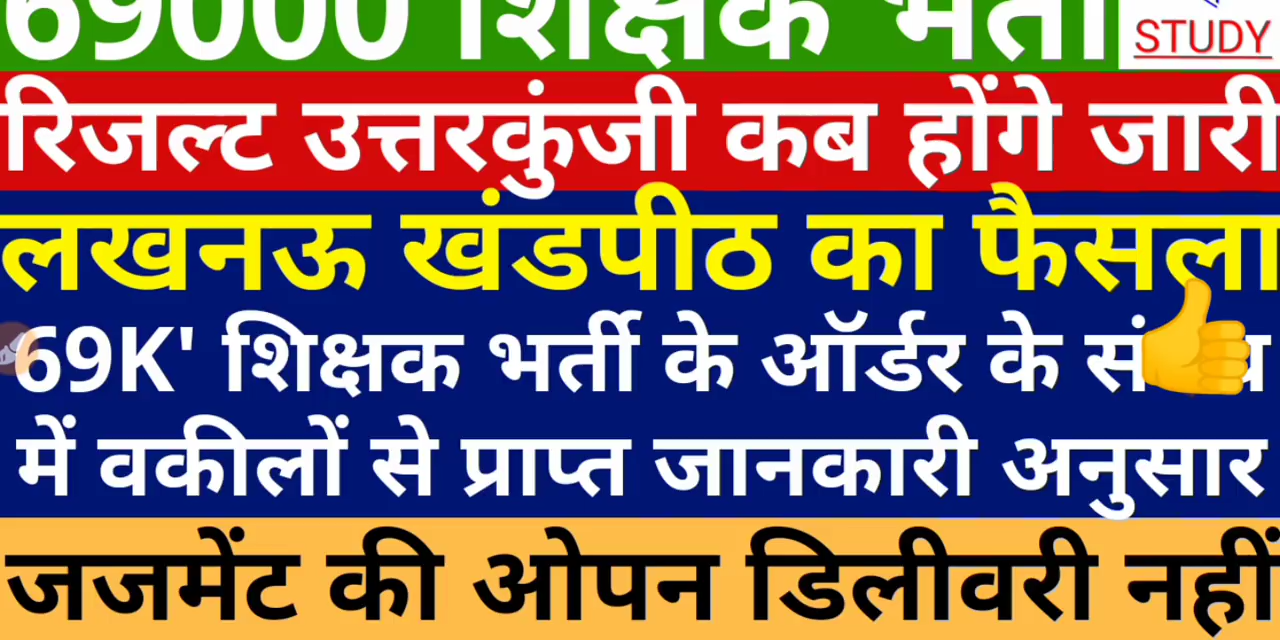 69000 शिक्षक भर्ती
STUDY
रिजल्ट उत्तरकुंजी कब होंगे जारी
लखनऊ खंडपीठ का फैसला
69K' शिक्षक भर्ती के ऑर्डर के
में वकीलों से प्राप्त जानकारी अनुसार
जजमेंट की ओपन डिलीवरी नहीं